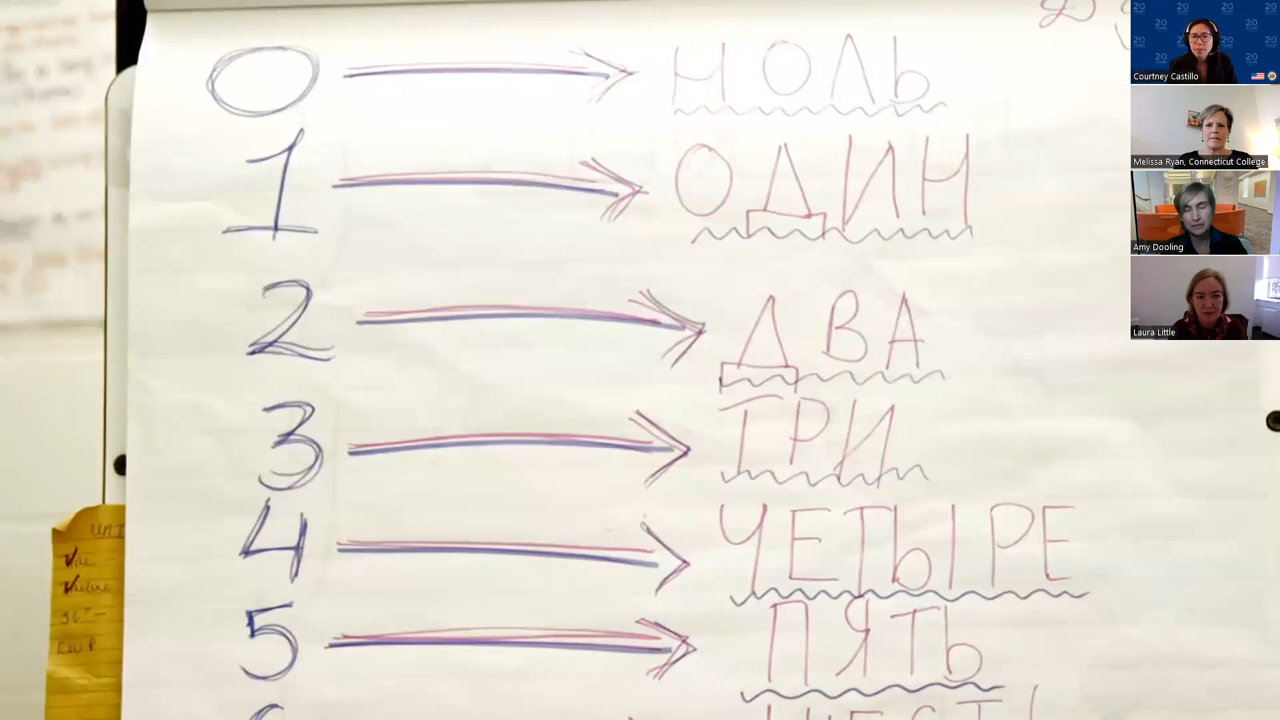 0 → НОЛЬ
1 → ОДИН
2 → ДВА
3 → ТРИ
4 → ЧЕТЫРЕ
5 → ПЯТЬ
Courtney Castillo
Melissa Ryan, Connecticut College
Amy Dooling
Laura Little